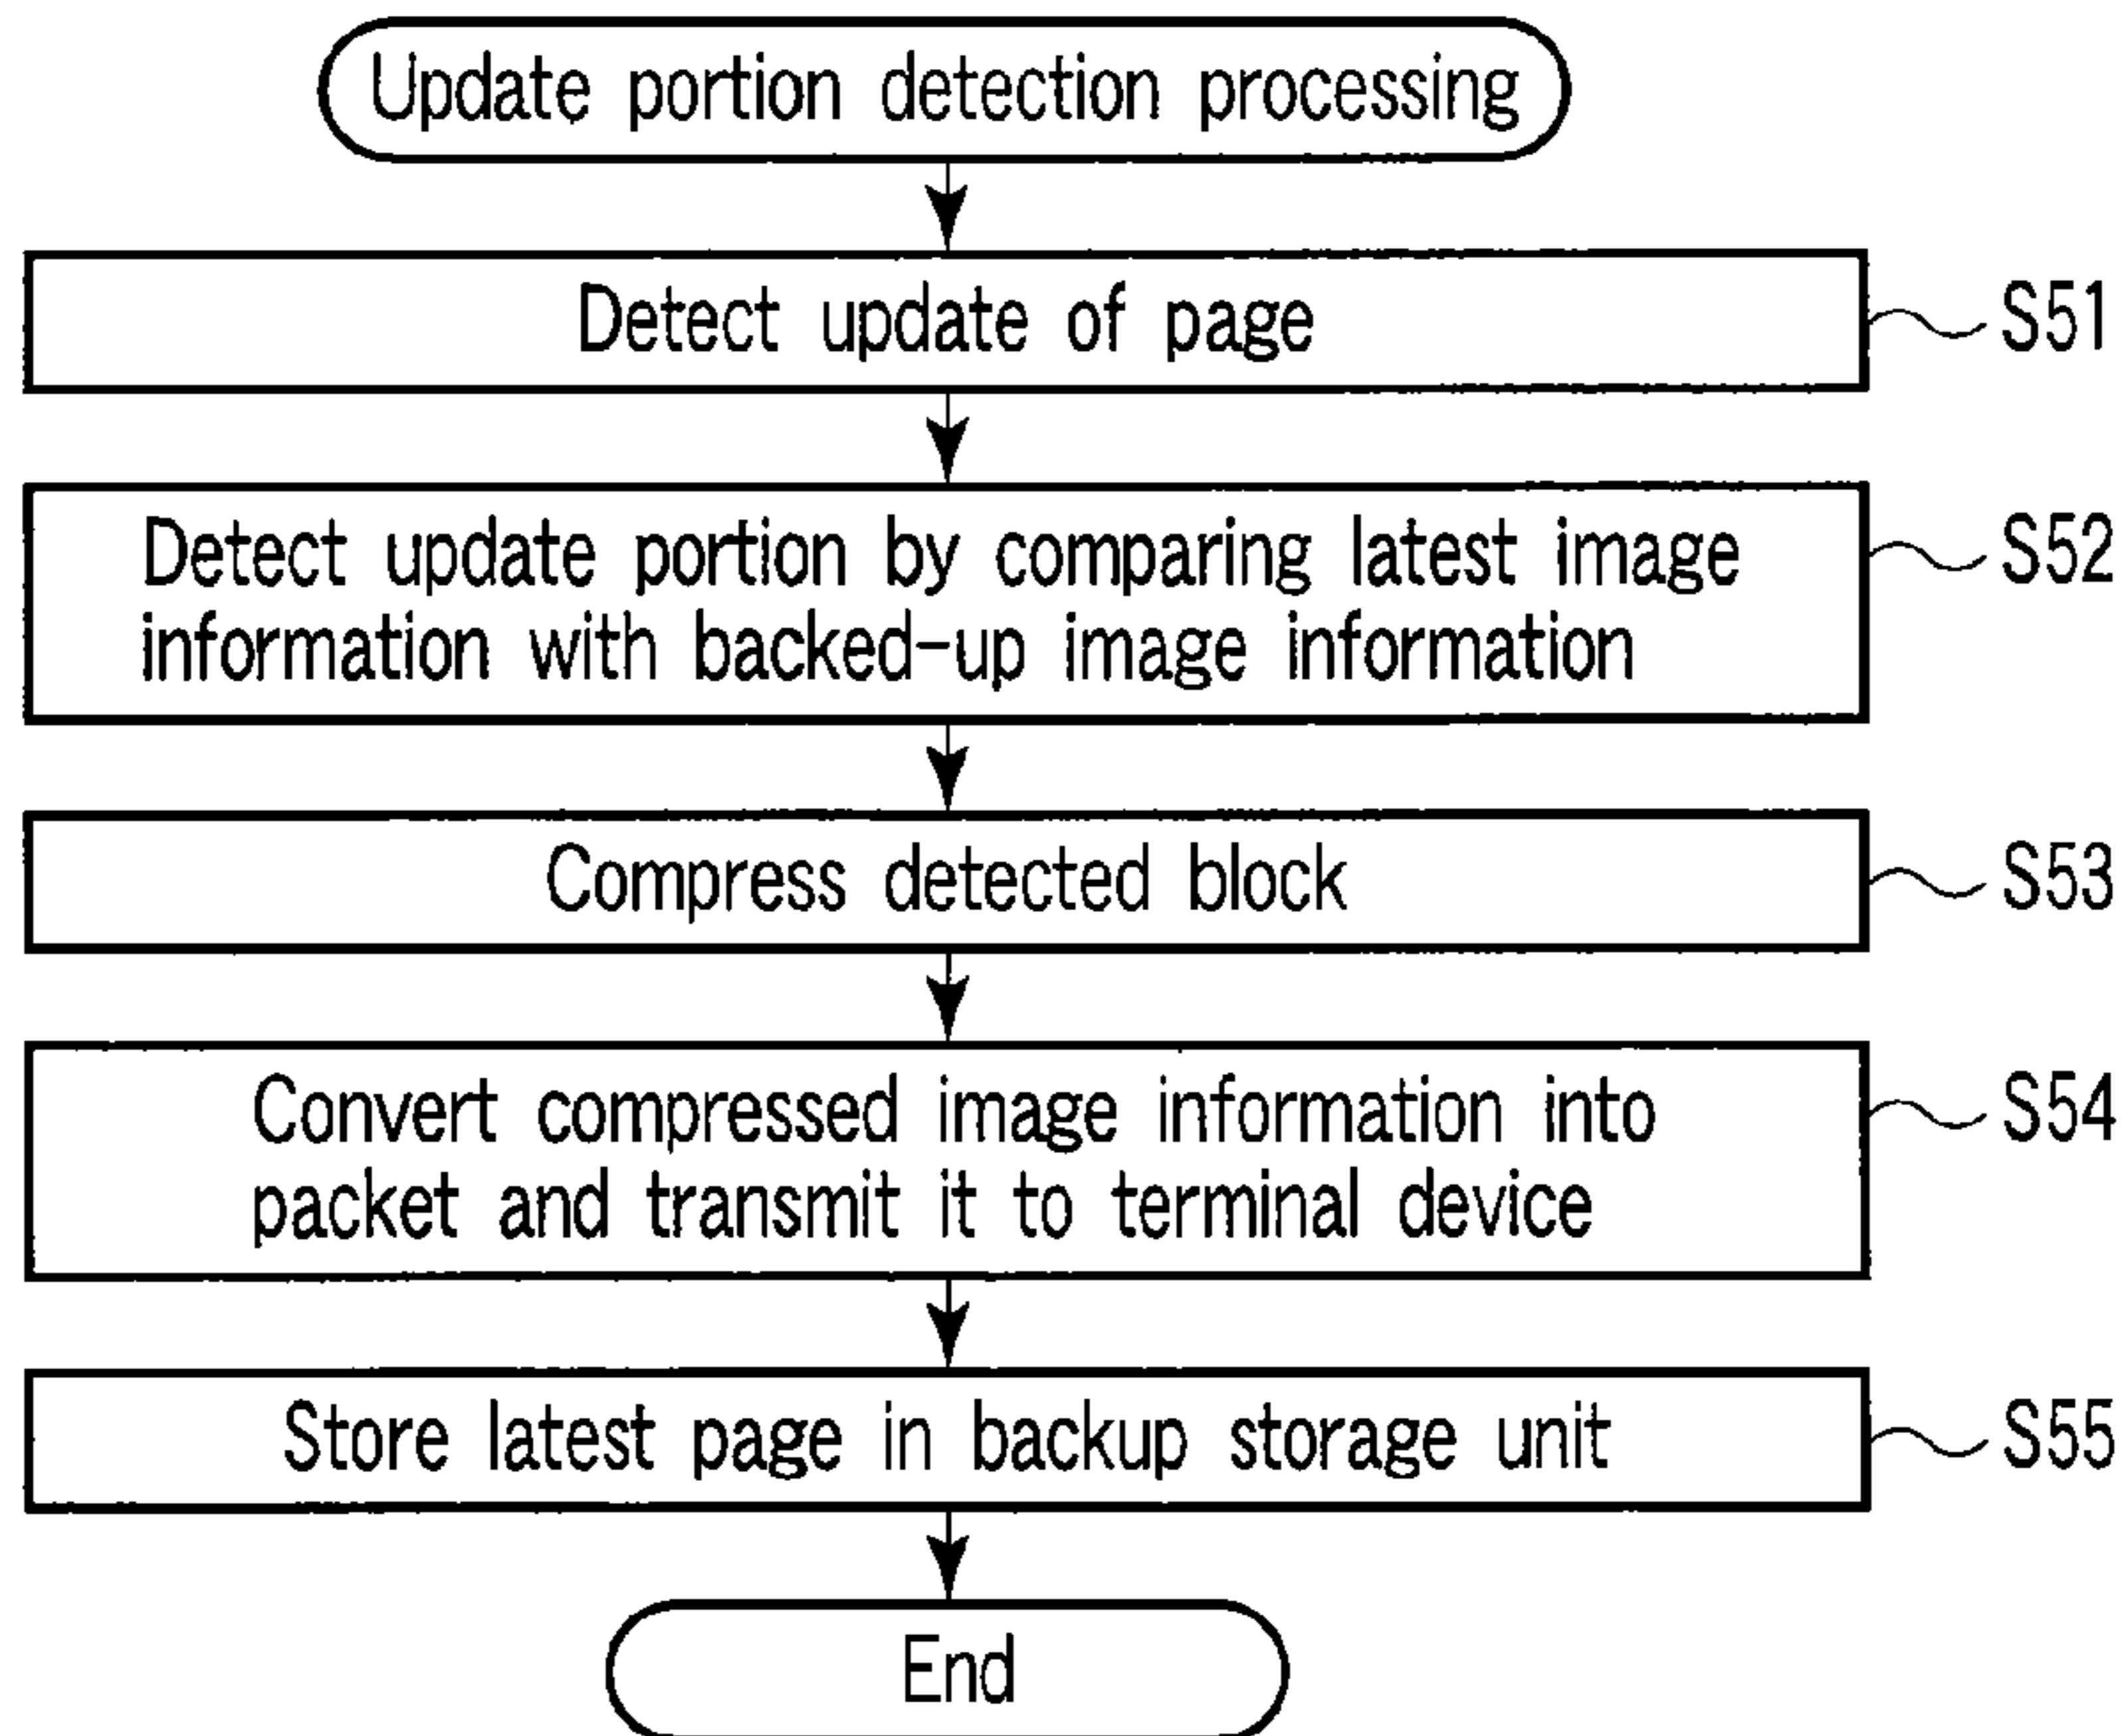 Update portion detection processing
Detect update of page
S51
Detect update portion by comparing latest image
information with backed-up image information
S52
Compress detected block
S53
Convert compressed image information into
packet and transmit it to terminal device
S54
Store latest page in backup storage unit
S55
End